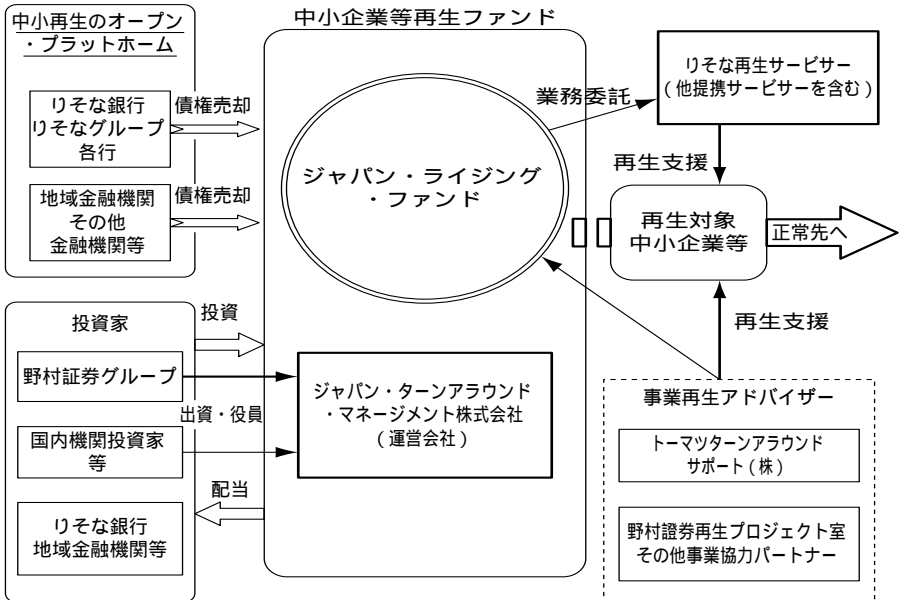 中小再生のオープン
・プラットホーム
りそな銀行
りそなグループ
各行
債権売却
地域金融機関
その他
金融機関等
債権売却
中小企業等再生ファンド
ジャパン・ライジング
・ファンド
業務委託
りそな再生サービサー
(他提携サービサーを含む)
再生支援
再生対象
中小企業等
正常先へ
再生支援
投資家
投資
野村証券グループ
出資・役員
国内機関投資家
等
配当
りそな銀行
地域金融機関等
ジャパン・ターンアラウンド
・マネージメント株式会社
(運営会社)
事業再生アドバイザー
トーマツターンアラウンド
サポート(株)
野村證券再生プロジェクト室
その他事業協力パートナー